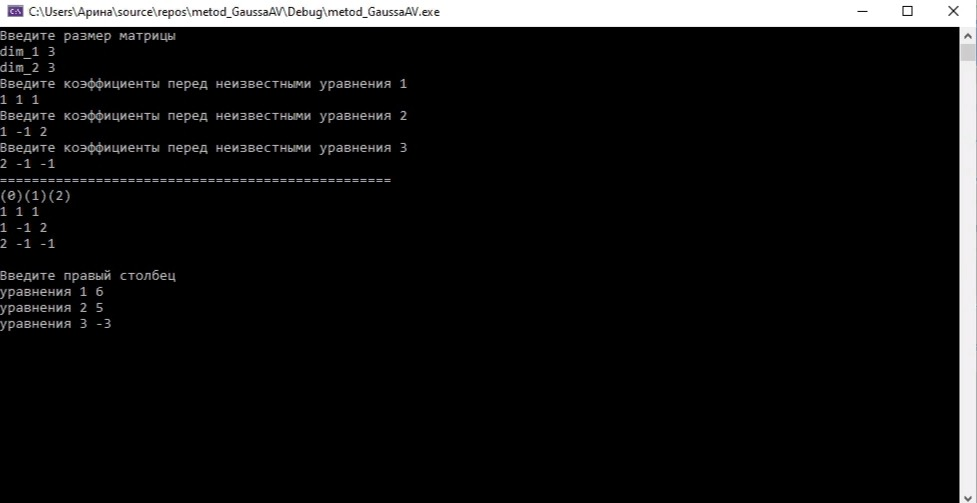 C:\Users\Арина\source\repos\metod_GaussaAV\Debug\metod_GaussaAV.exe
Введите размер матрицы
dim_1 3
dim_2 3
Введите коэффициенты перед неизвестными уравнения 1
1 1 1
Введите коэффициенты перед неизвестными уравнения 2
1 -1 2
Введите коэффициенты перед неизвестными уравнения 3
2 -1 -1
=================================================
(0)(1)(2)
1 1 1
1 -1 2
2 -1 -1
Введите правый столбец
уравнения 1 6
уравнения 2 5
уравнения 3 -3